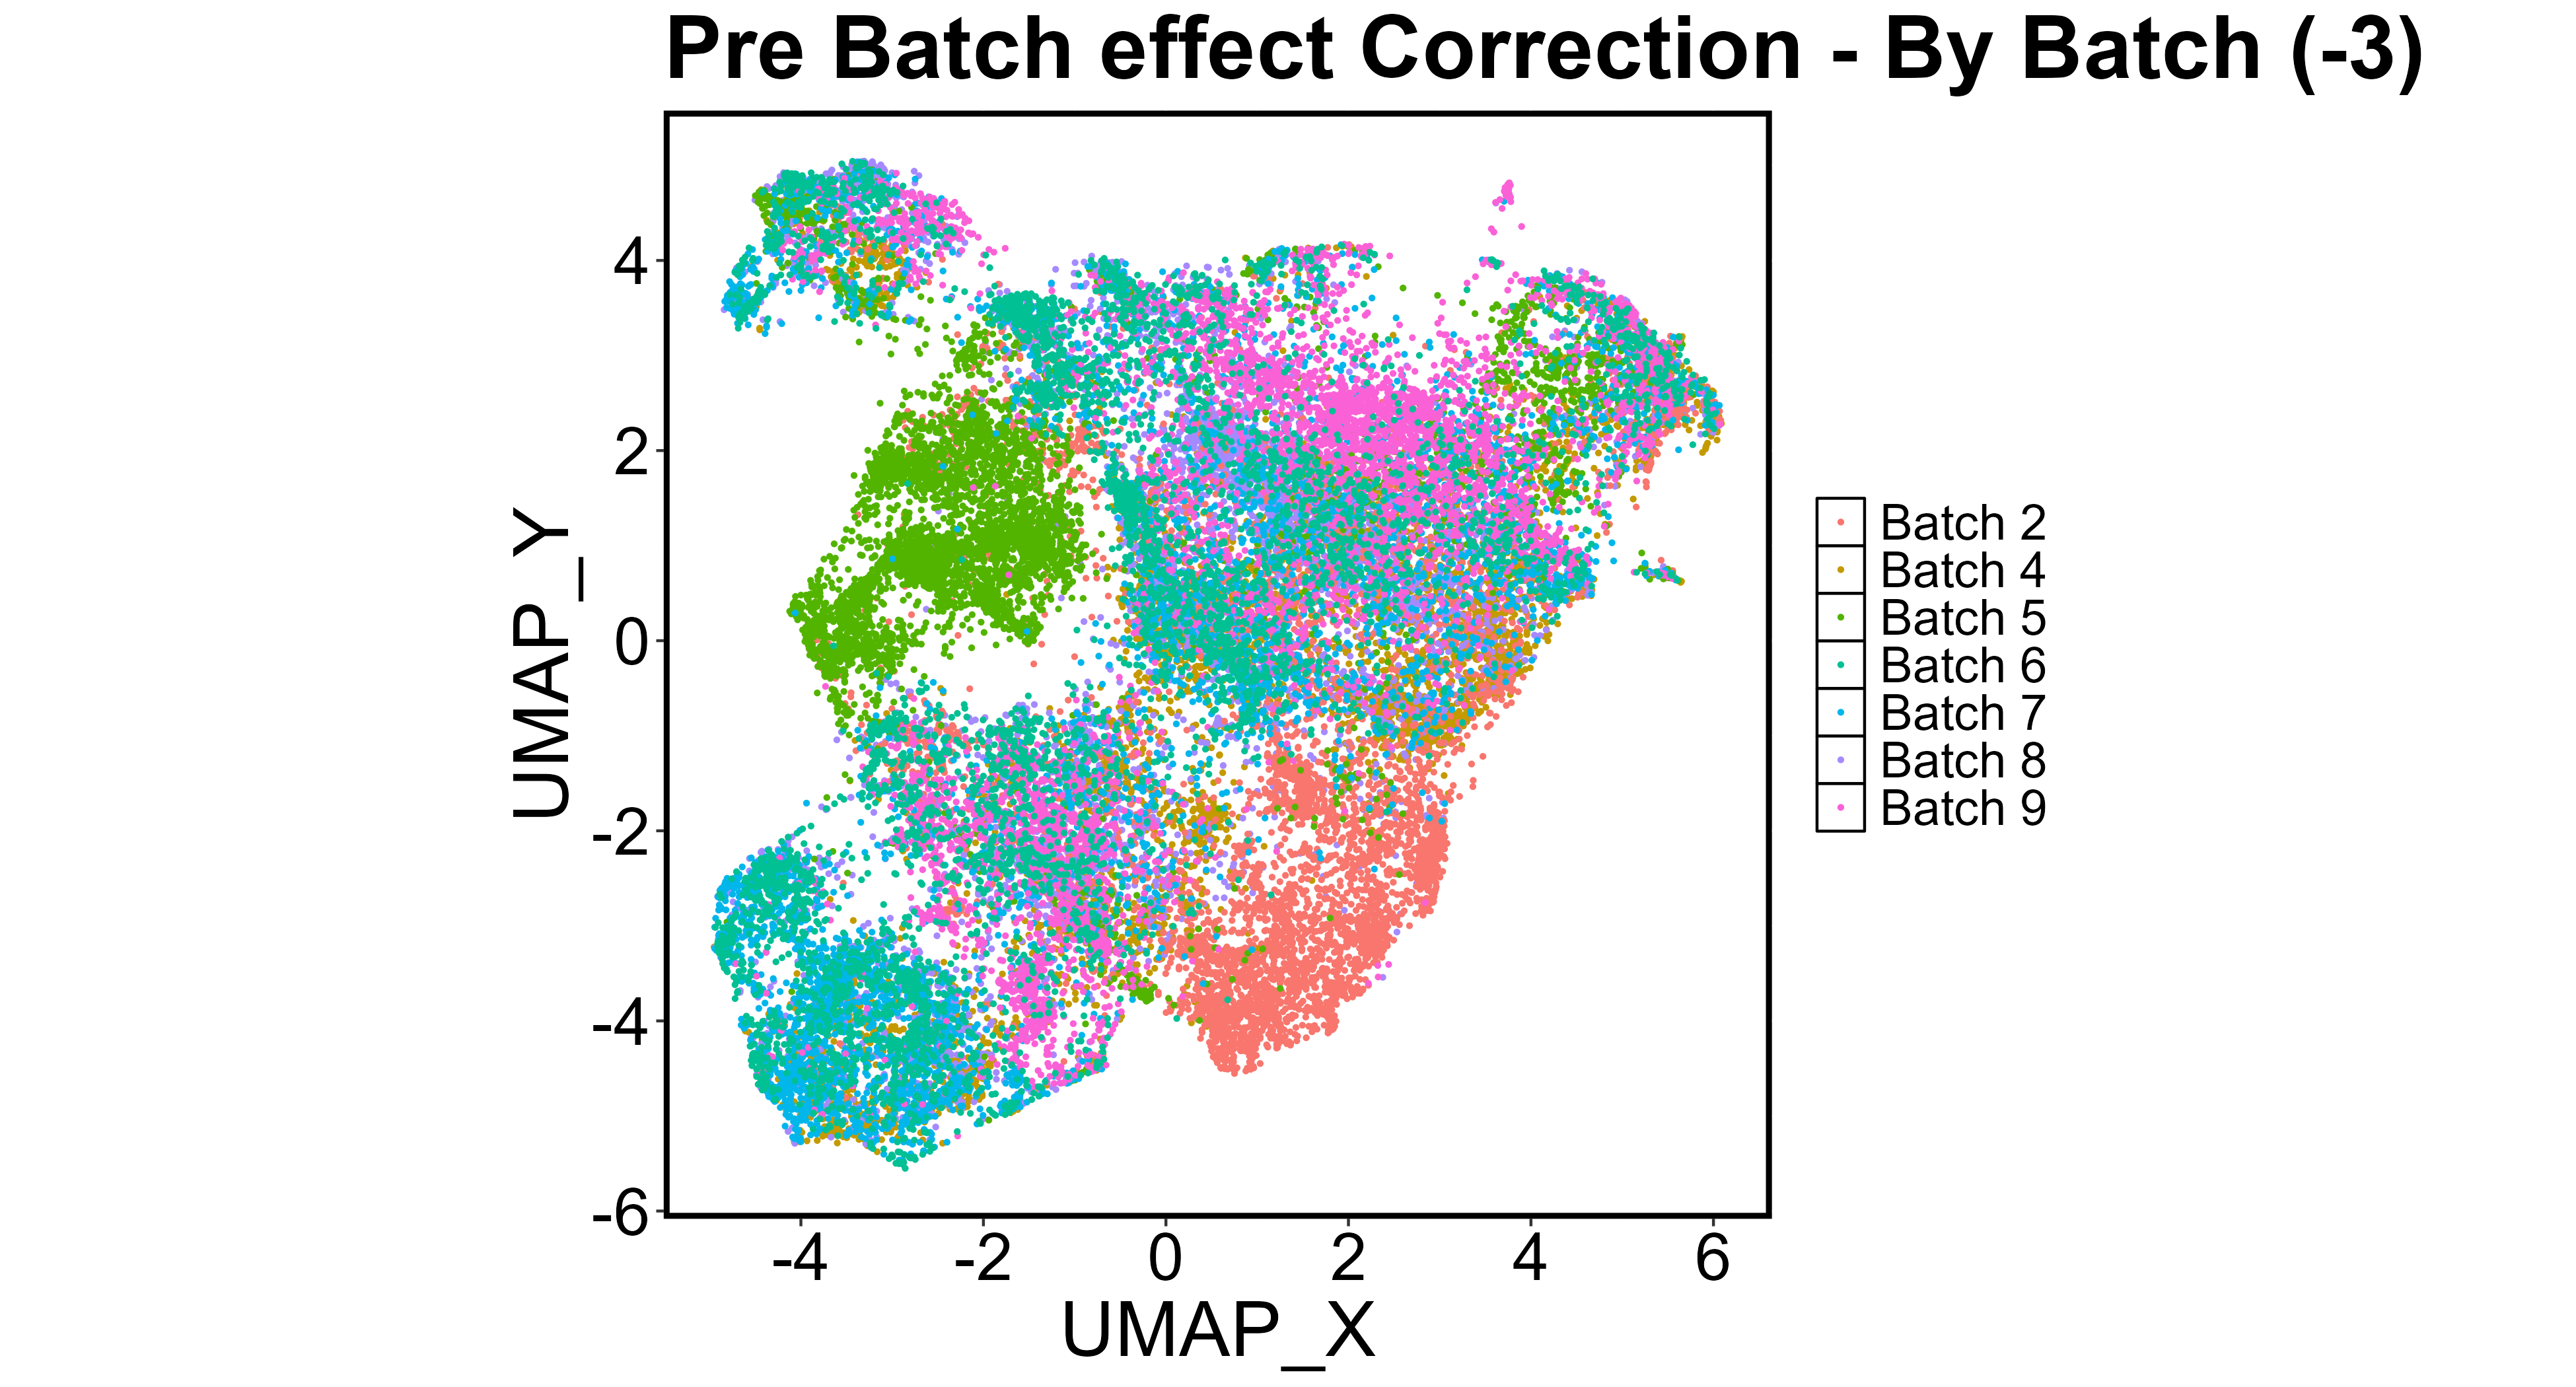 Pre Batch effect Correction - By Batch (-3)
UMAP_Y
4
2
0
-2
-4
-6
-4
-2
0
2
4
6
UMAP_X
Batch 2
Batch 4
Batch 5
Batch 6
Batch 7
Batch 8
Batch 9